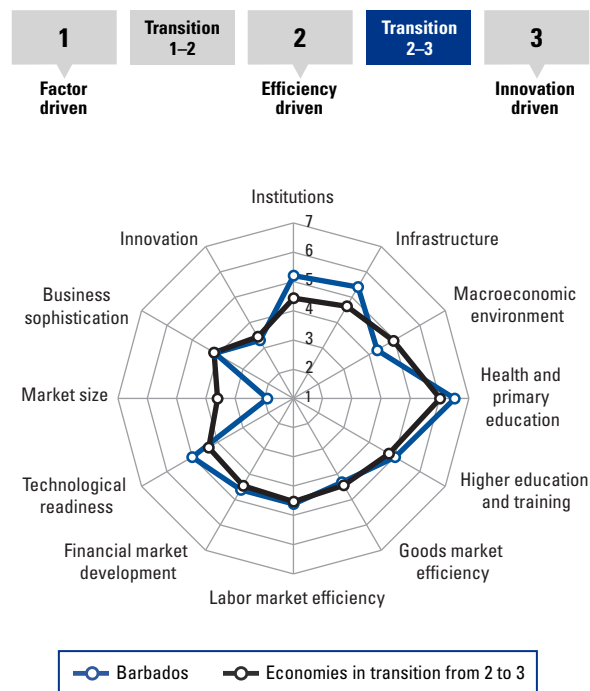 1
Transition
1–2
2
Transition
2–3
3
Factor
driven
Efficiency
driven
Innovation
driven
Institutions
7
6
5
4
3
2
1
Innovation
Infrastructure
Business
sophistication
Macroeconomic
environment
Market size
Health and
primary
education
Technological
readiness
Higher education
and training
Financial market
development
Goods market
efficiency
Labor market efficiency
Barbados
Economies in transition from 2 to 3